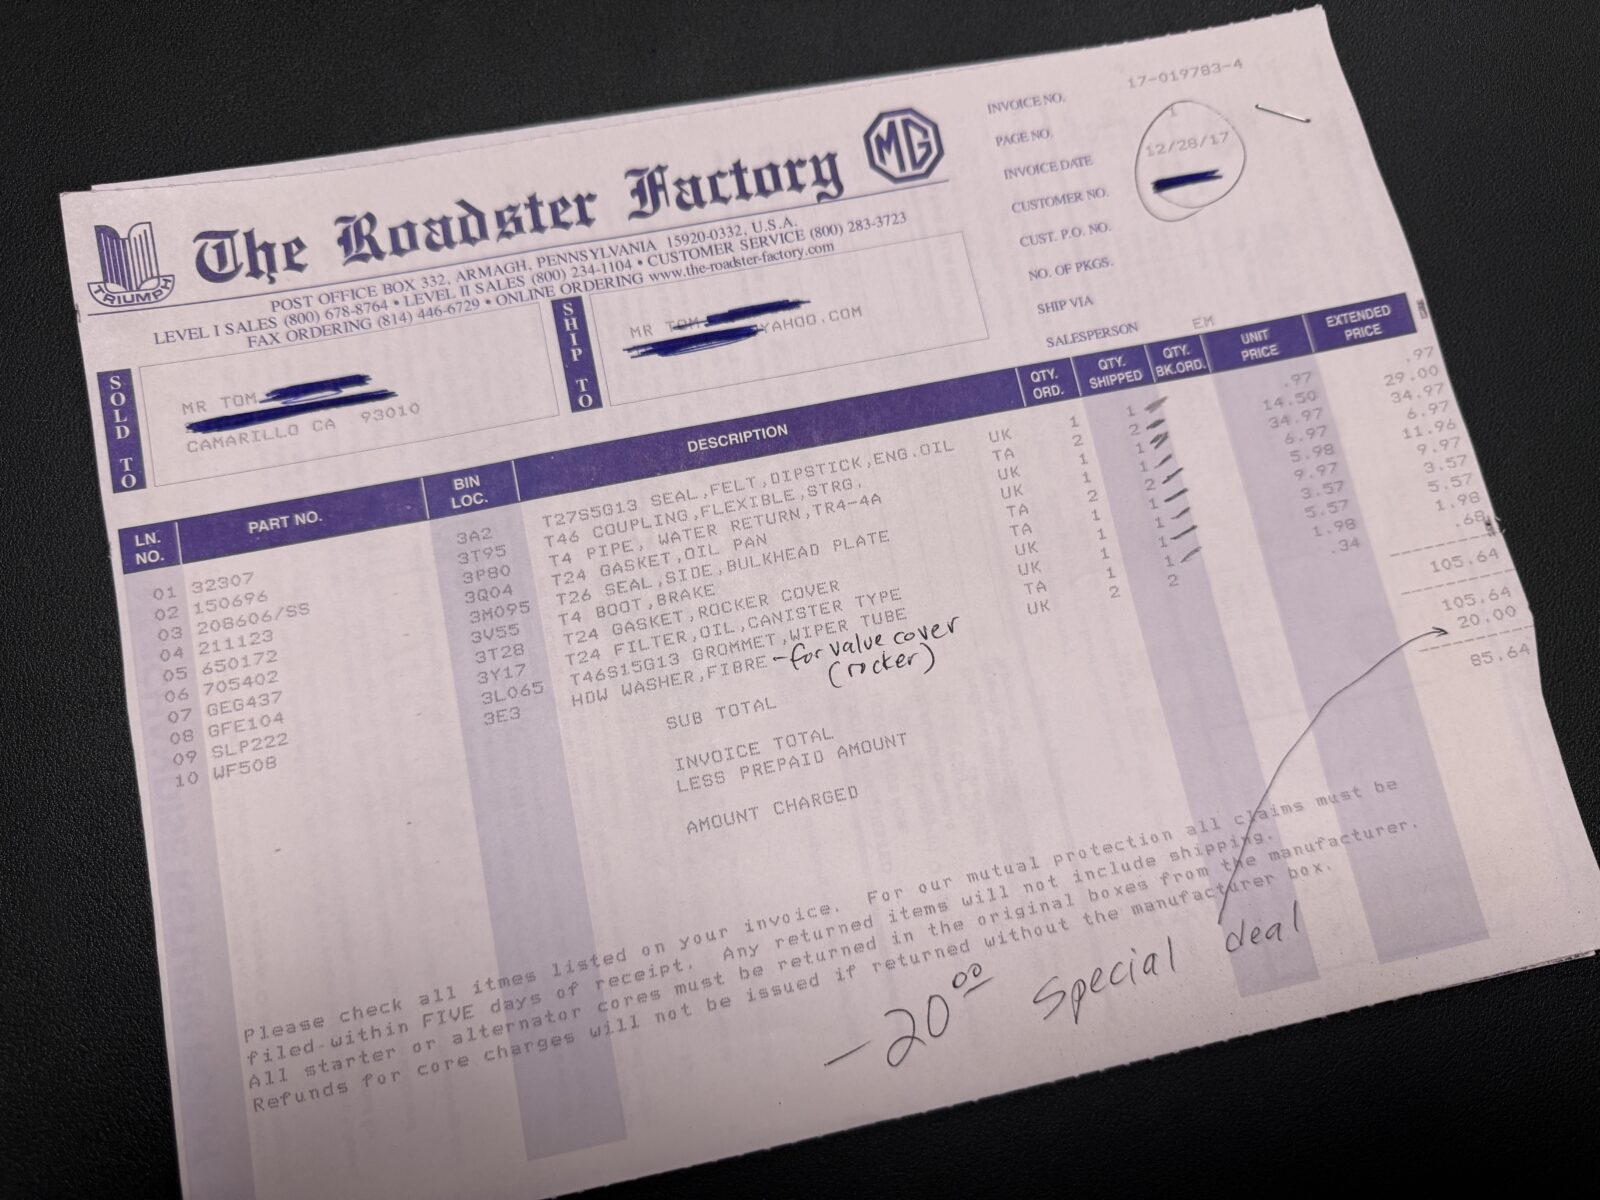 INVOICE NO. 17-019783-4
PAGE NO. 1
INVOICE DATE 12/28/17
CUSTOMER NO.
CUST. P.O. NO.
NO. OF PKGS.
SHIP VIA
SALESPERSON EM
TRIUMPH
The Roadster Factory
MG
POST OFFICE BOX 332, ARMAGH, PENNSYLVANIA 15920-0332, U.S.A.
LEVEL I SALES (800) 678-8764 • LEVEL II SALES (800) 234-1104 • CUSTOMER SERVICE (800) 283-3723
FAX ORDERING (814) 446-6729 • ONLINE ORDERING www.the-roadster-factory.com
SOLD TO
MR TOM
CAMARILLO CA 93010
SHIP TO
MR TOM
YAHOO.COM
LN. NO. PART NO. BIN LOC. DESCRIPTION QTY. ORD. QTY. SHIPPED QTY. BK.ORD. UNIT PRICE EXTENDED PRICE
01 32307 3A2 T27S5G13 SEAL,FELT,DIPSTICK,ENG.OIL UK 1 1 .97 .97
02 150696 3T95 T46 COUPLING,FLEXIBLE,STRG. TA 2 2 14.50 29.00
03 208606/SS 3P80 T4 PIPE, WATER RETURN,TR4-4A UK 1 1 34.97 34.97
04 211123 3Q04 T24 GASKET,OIL PAN UK 1 1 6.97 6.97
05 650172 3M095 T26 SEAL,SIDE,BULKHEAD PLATE TA 2 2 5.98 11.96
06 705402 3V55 T4 BOOT,BRAKE TA 1 1 9.97 9.97
07 GEG437 3T28 T24 GASKET,ROCKER COVER UK 1 1 3.57 3.57
08 GFE104 3Y17 T24 FILTER,OIL,CANISTER TYPE UK 1 1 5.57 5.57
09 SLP222 3L065 T46S15G13 GROMMET,WIPER TUBE TA 1 1 1.98 1.98
10 WF508 3E3 HDW WASHER,FIBRE UK 2 2 .34 .68
- for value cover
(rocker)
SUB TOTAL 105.64
INVOICE TOTAL 105.64
LESS PREPAID AMOUNT 20.00
AMOUNT CHARGED 85.64
Please check all itmes listed on your invoice. For our mutual protection all claims must be
filed within FIVE days of receipt. Any returned items will not include shipping.
All starter or alternator cores must be returned in the original boxes from the manufacturer.
Refunds for core charges will not be issued if returned without the manufacturer box.
-20.00 special deal